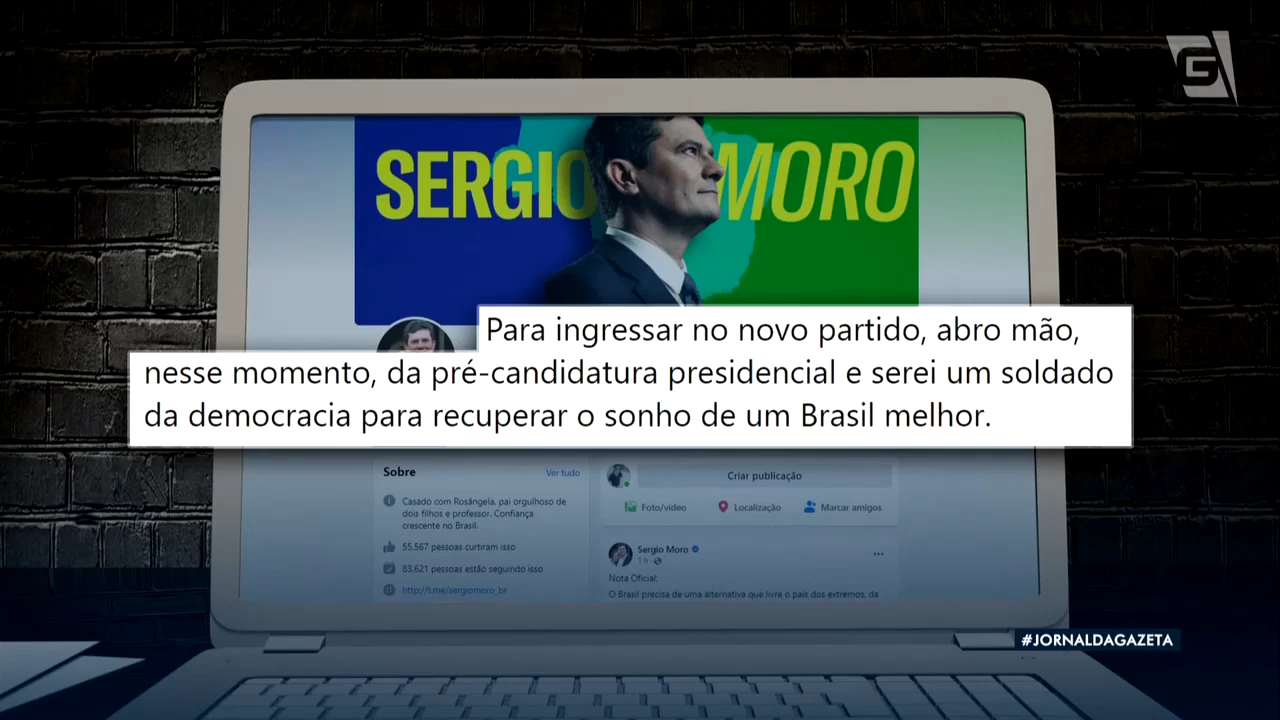 G
SERGIO MORO
Para ingressar no novo partido, abro mão,
nesse momento, da pré-candidatura presidencial e serei um soldado
da democracia para recuperar o sonho de um Brasil melhor.
Sobre
Ver tudo
Casado com Rosângela, pai orgulhoso de
dois filhos e professor. Confiança
crescente no Brasil.
55.567 pessoas curtiram isso
83.621 pessoas estão seguindo isso
http://t.me/sergiomoro_br
Criar publicação
Foto/vídeo
Localização
Marcar amigos
Sergio Moro
1 h
Nota Oficial:
O Brasil precisa de uma alternativa que livre o país dos extremos, da
#JORNALDAGAZETA